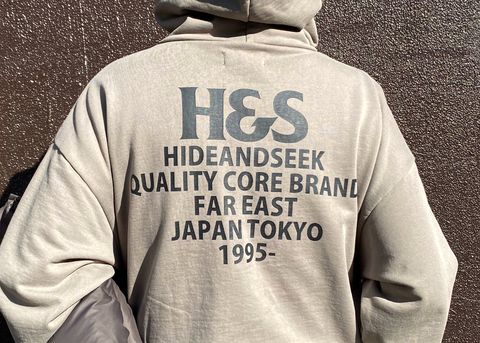 H&S
HIDEANDSEEK
QUALITY CORE BRAND
FAR EAST
JAPAN TOKYO
1995-